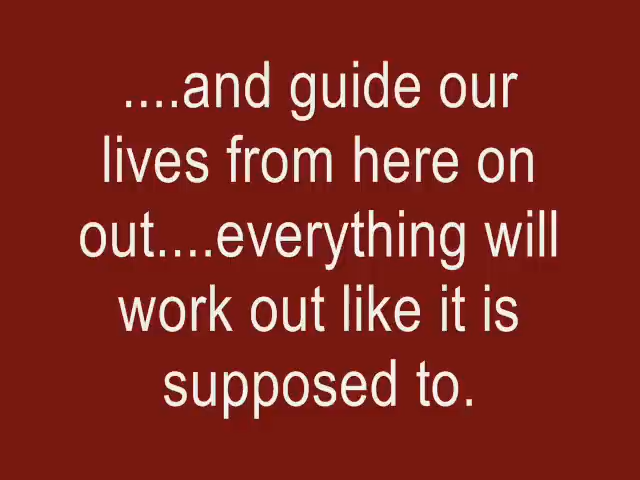 ....and guide our
lives from here on
out....everything will
work out like it is
supposed to.